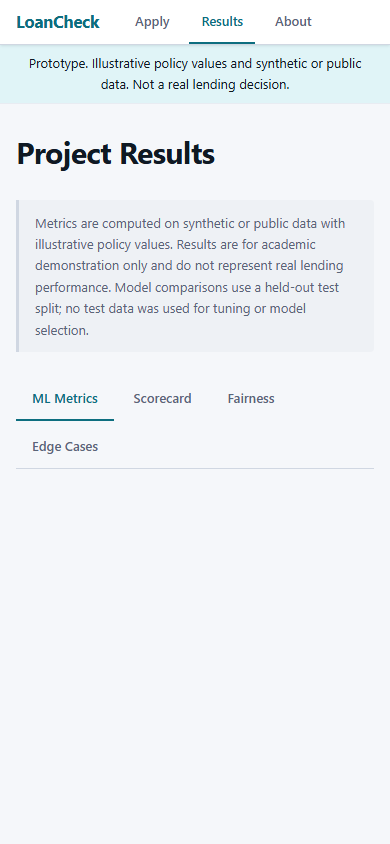 LoanCheck Apply Results About
Prototype. Illustrative policy values and synthetic or public
data. Not a real lending decision.
Project Results
Metrics are computed on synthetic or public data with
illustrative policy values. Results are for academic
demonstration only and do not represent real lending
performance. Model comparisons use a held-out test
split; no test data was used for tuning or model
selection.
ML Metrics Scorecard Fairness
Edge Cases